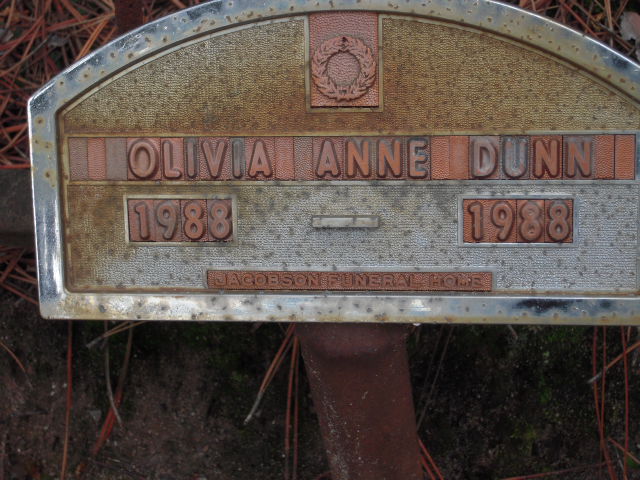 OLIVIA ANNE DUNN
1988 — 1988
JACOBSON FUNERAL HOME